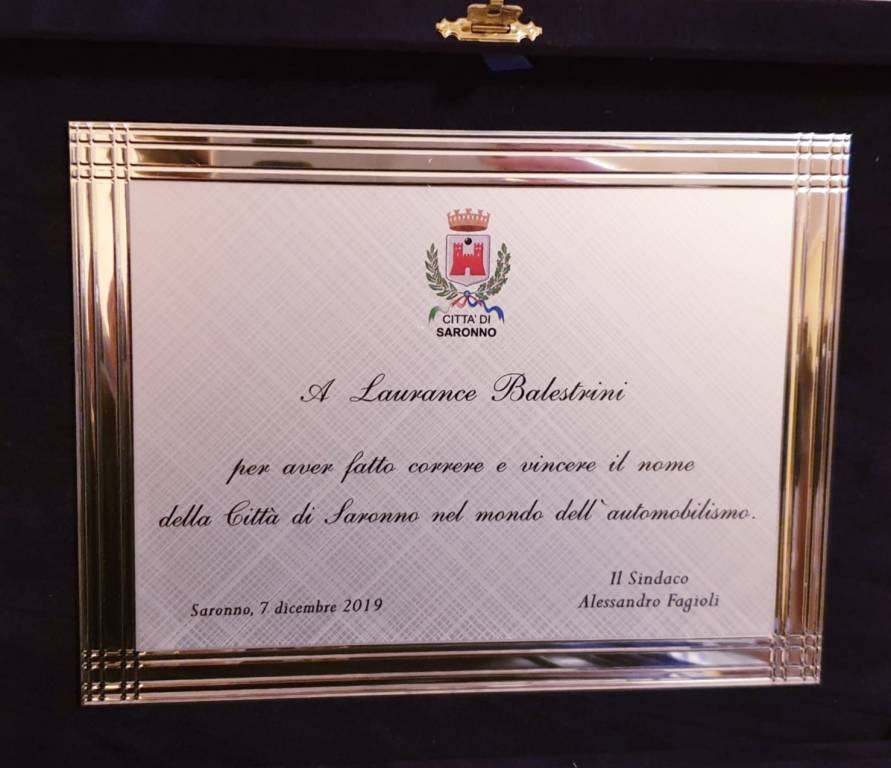 CITTA' DI
SARONNO
A Laurance Balestrini
per aver fatto correre e vincere il nome
della Città di Saronno nel mondo dell`automobilismo.
Il Sindaco
Saronno, 7 dicembre 2019
Alessandro Fagioli